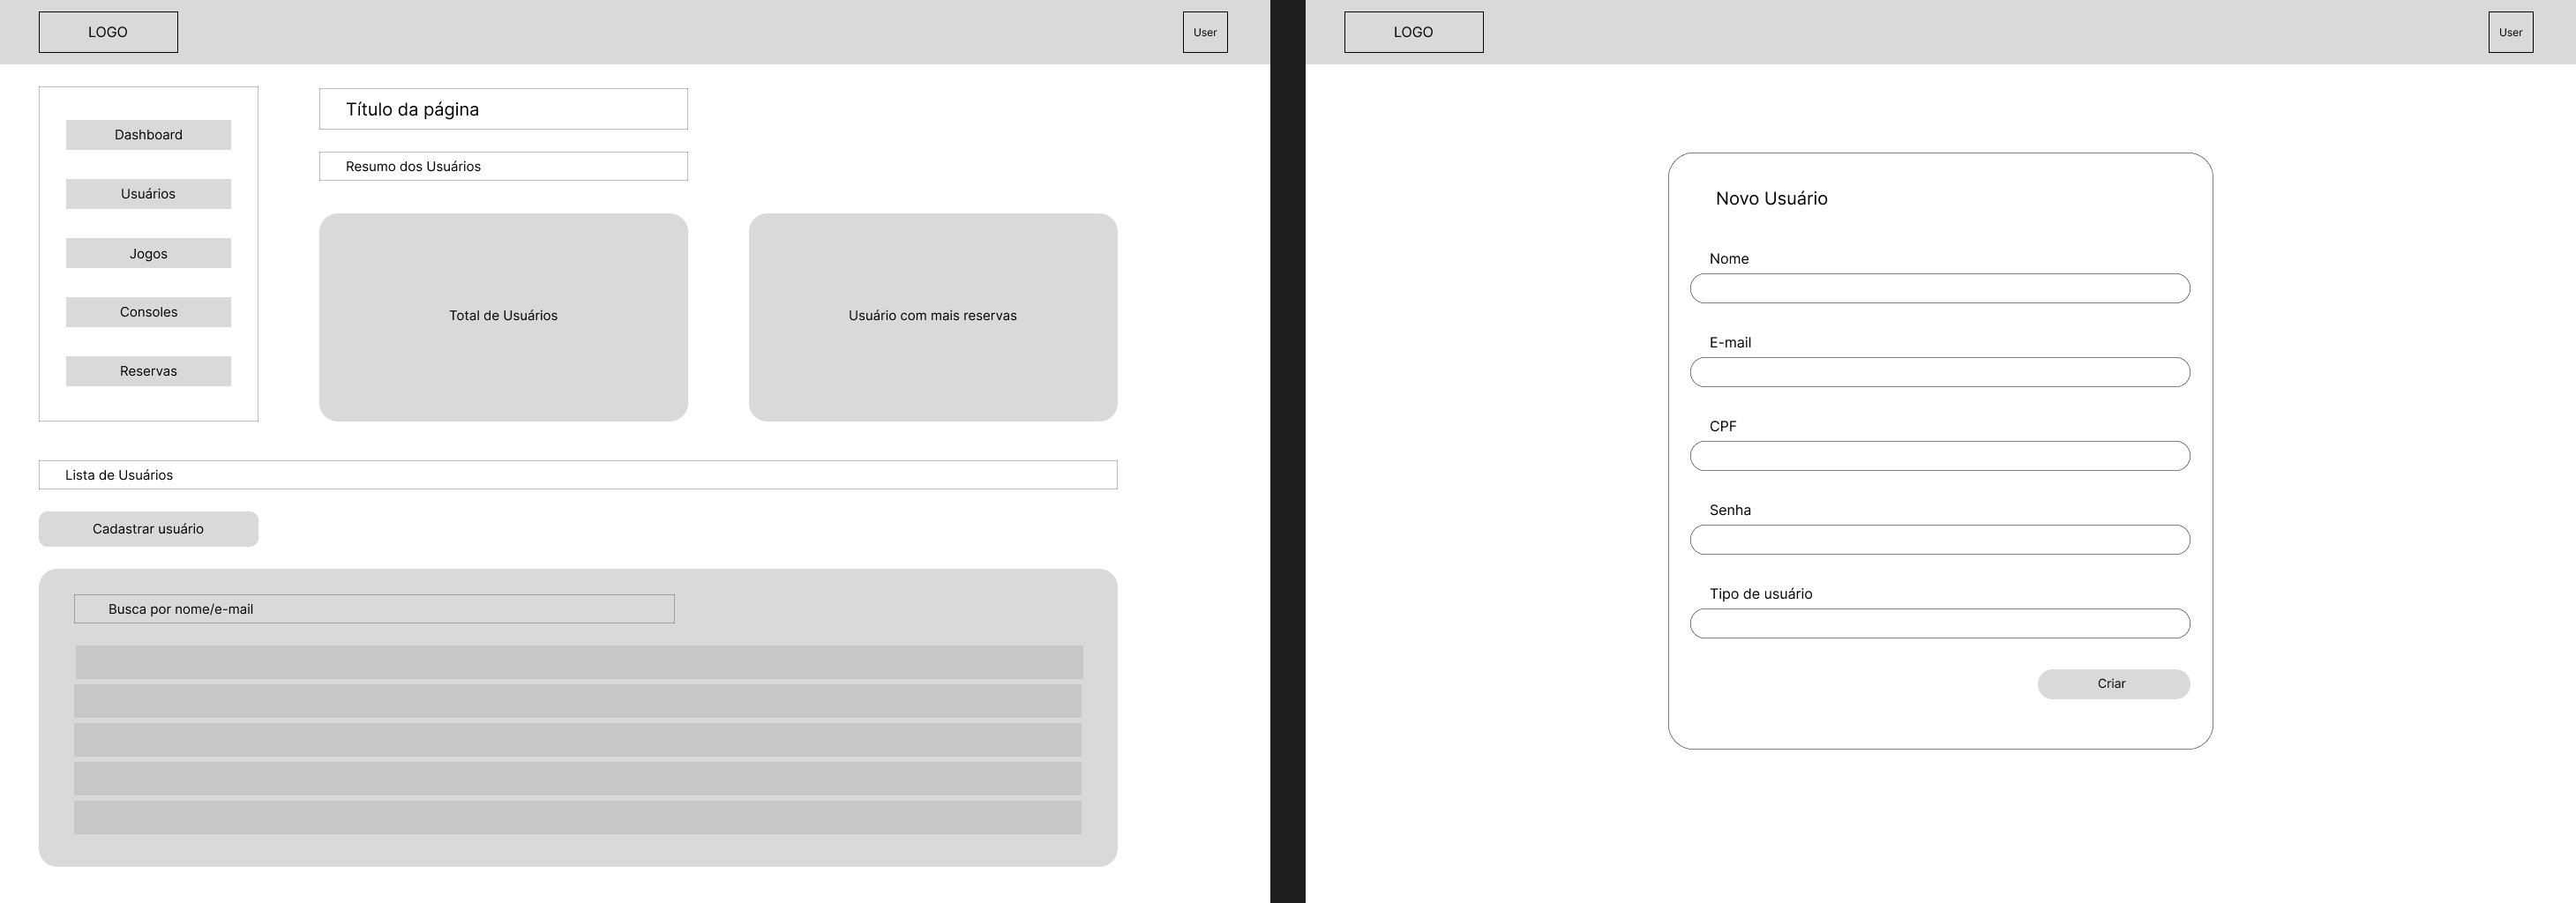 LOGO
User
Dashboard
Usuários
Jogos
Consoles
Reservas
Título da página
Resumo dos Usuários
Total de Usuários
Usuário com mais reservas
Lista de Usuários
Cadastrar usuário
Busca por nome/e-mail
LOGO
User
Novo Usuário
Nome
E-mail
CPF
Senha
Tipo de usuário
Criar